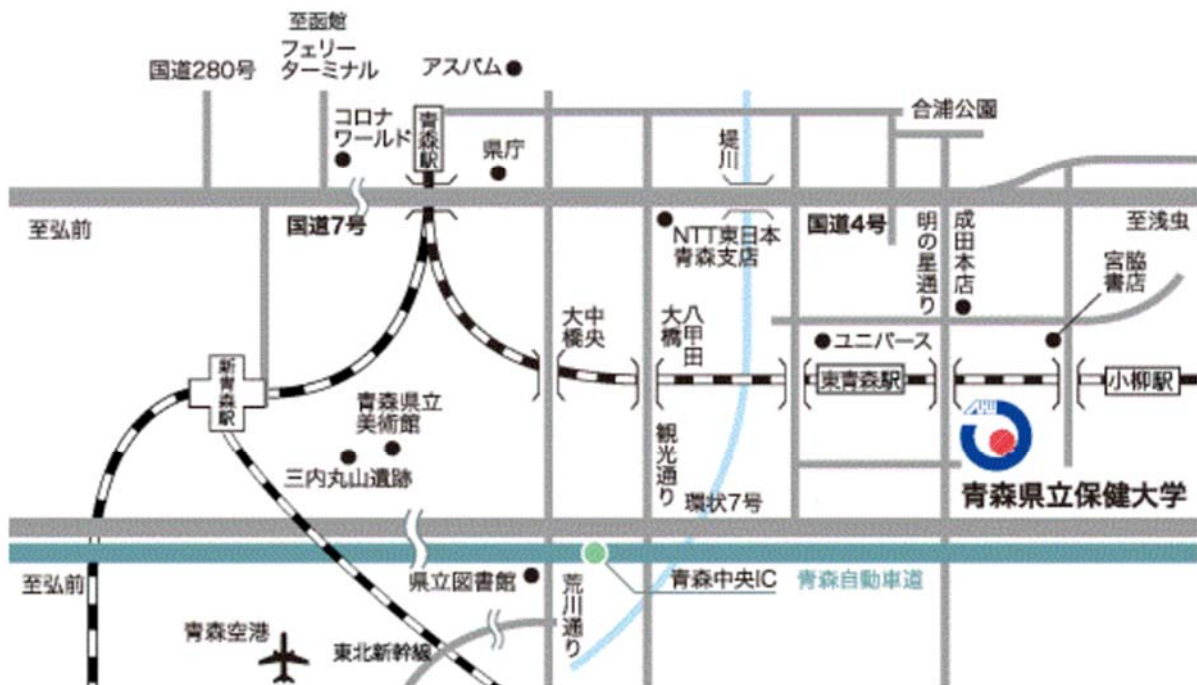 至函館
フェリー
ターミナル
国道280号
アスパム
コロナ
ワールド
青森駅
県庁
堤川
合浦公園
至弘前
国道7号
NTT東日本
青森支店
国道4号
明の星通り
成田本店
至浅虫
宮脇
書店
中央
大橋
八甲田
大橋
ユニバース
東青森駅
小柳駅
新青森駅
青森県立
美術館
三内丸山遺跡
観光通り
環状7号
青森県立保健大学
至弘前
県立図書館
荒川通り
青森中央IC
青森自動車道
青森空港
東北新幹線